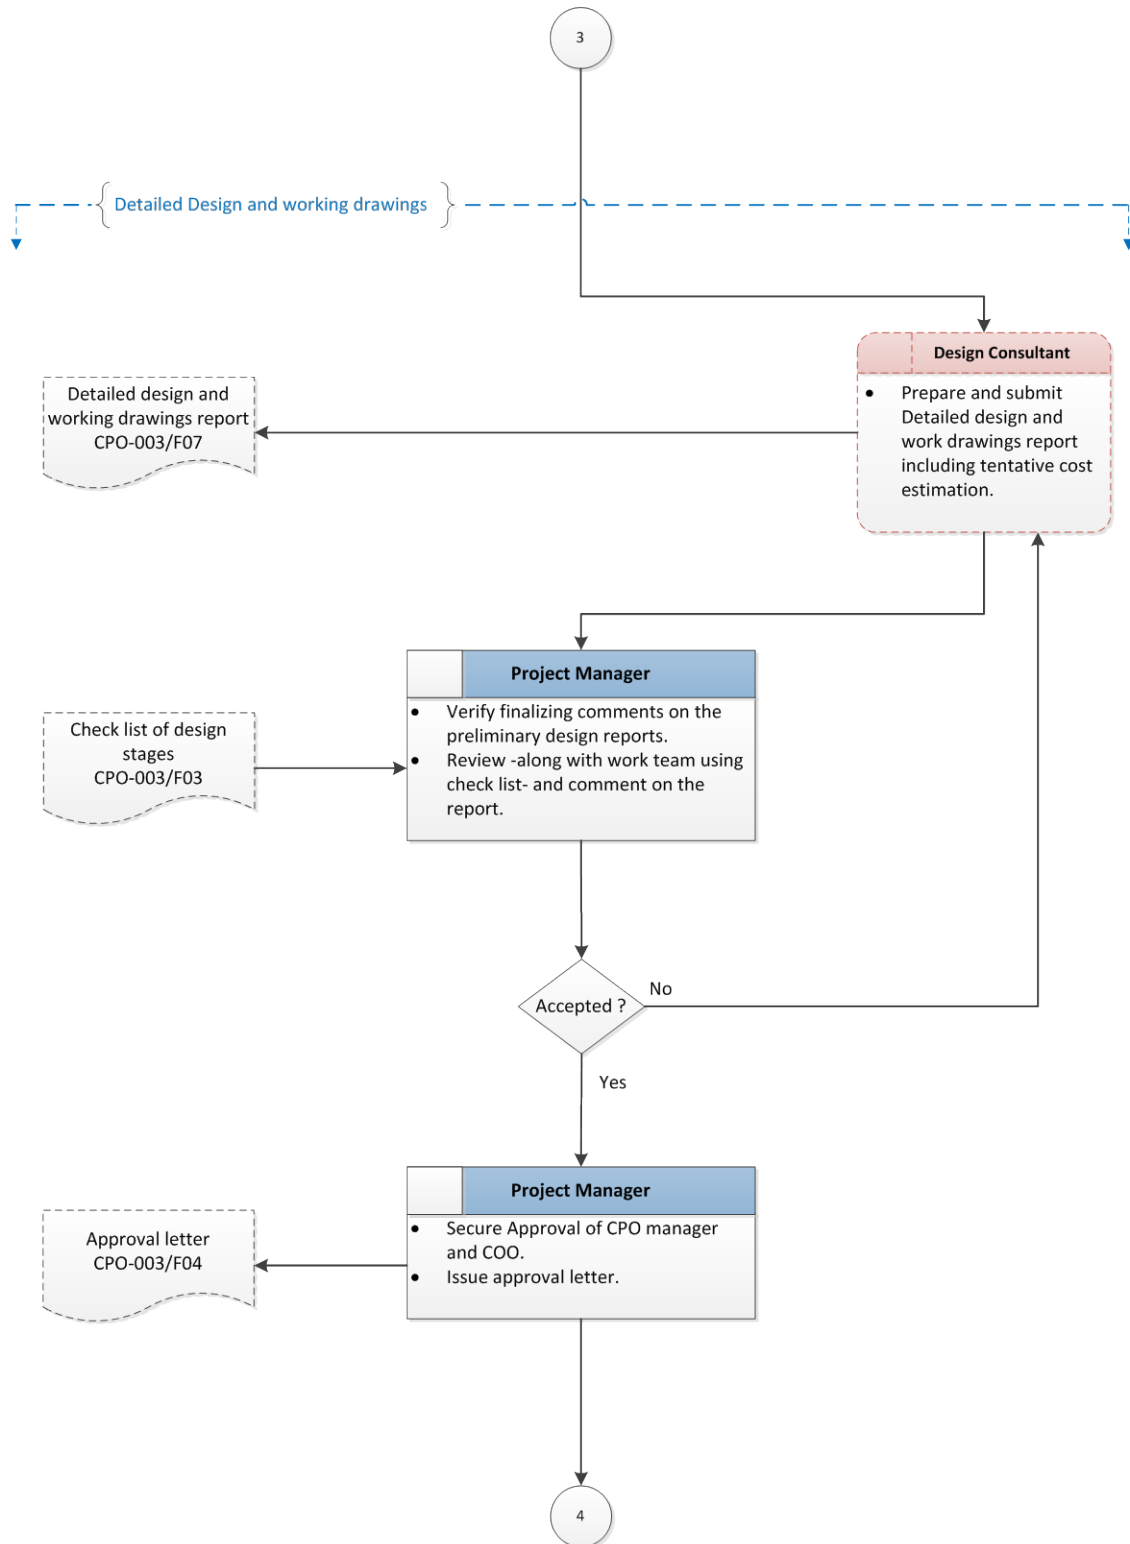 3
Detailed Design and working drawings
Design Consultant
• Prepare and submit
Detailed design and
work drawings report
including tentative cost
estimation.
Detailed design and
working drawings report
CPO-003/F07
Project Manager
• Verify finalizing comments on the
preliminary design reports.
• Review -along with work team using
check list- and comment on the
report.
Check list of design
stages
CPO-003/F03
Accepted ?
No
Yes
Project Manager
• Secure Approval of CPO manager
and COO.
• Issue approval letter.
Approval letter
CPO-003/F04
4